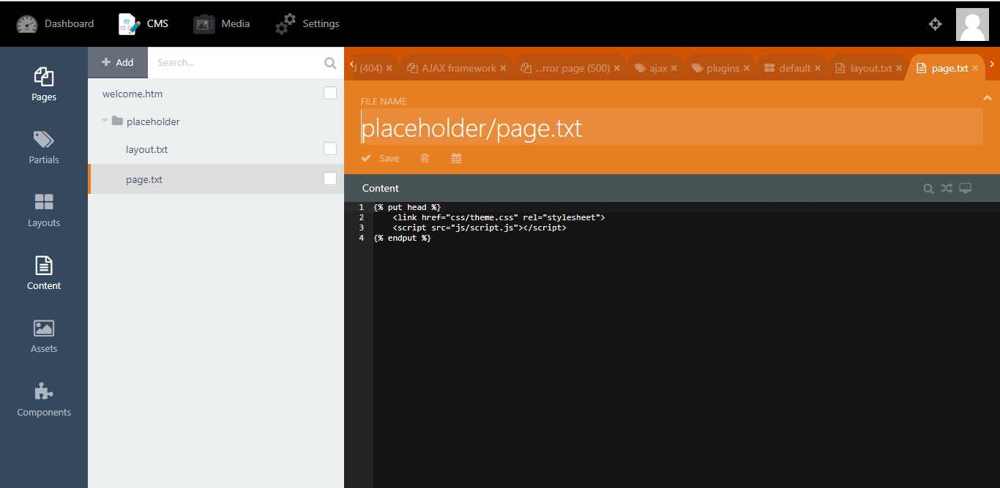 Dashboard CMS Media Settings
Pages
Partials
Layouts
Content
Assets
Components
Add Search...
welcome.htm
placeholder
layout.txt
page.txt
d (404) × AJAX framework × ...rror page (500) × ajax × plugins × default × layout.txt × page.txt ×
FILE NAME
placeholder/page.txt
Save
Content
1 {% put head %}
2     <link href="css/theme.css" rel="stylesheet">
3     <script src="js/script.js"></script>
4 {% endput %}